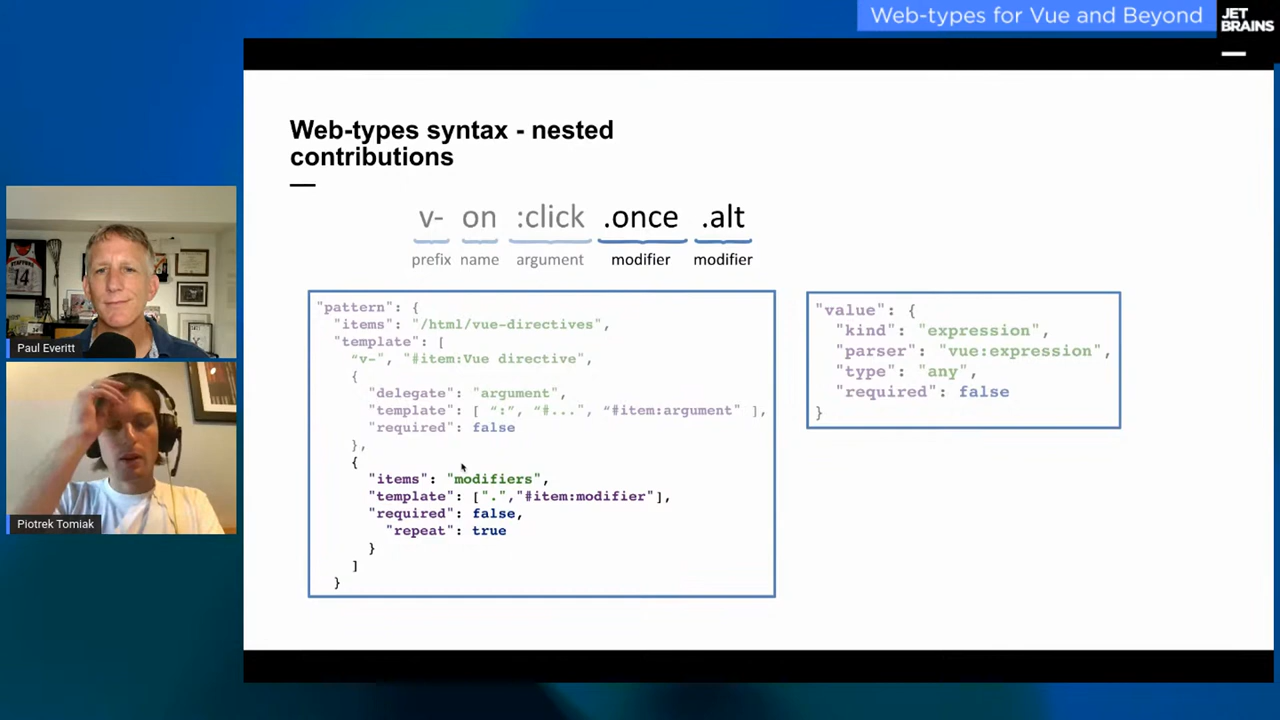 Web-types for Vue and Beyond
JET
BRAINS
Web-types syntax - nested
contributions
v- on :click .once .alt
prefix name argument modifier modifier
"pattern": {
"items": "/html/vue-directives",
"template": [
“v-”, "#item:Vue directive",
{
"delegate": "argument",
"template": [ “:”, “#...”, “#item:argument" ],
"required": false
},
{
"items": "modifiers",
"template": [".","#item:modifier"],
"required": false,
"repeat": true
}
]
}
"value": {
"kind": "expression",
"parser": "vue:expression",
"type": "any",
"required": false
}
STAFFORD
14
Paul Everitt
Piotrek Tomiak